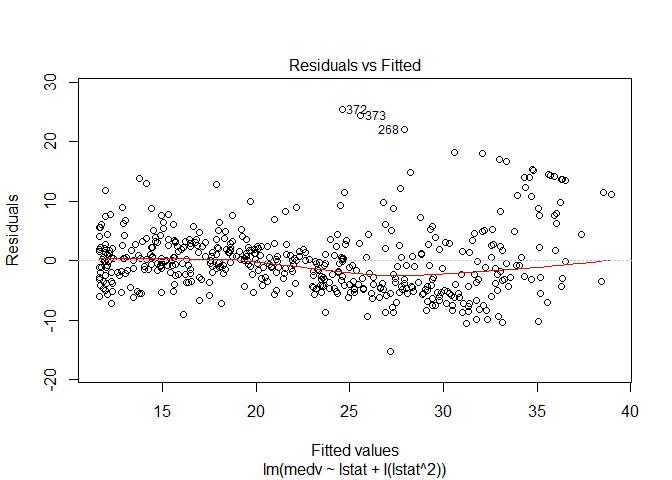 Residuals vs Fitted
30
20
10
0
-10
-20
Residuals
372
373
268
15 20 25 30 35 40
Fitted values
lm(medv ~ lstat + I(lstat^2))